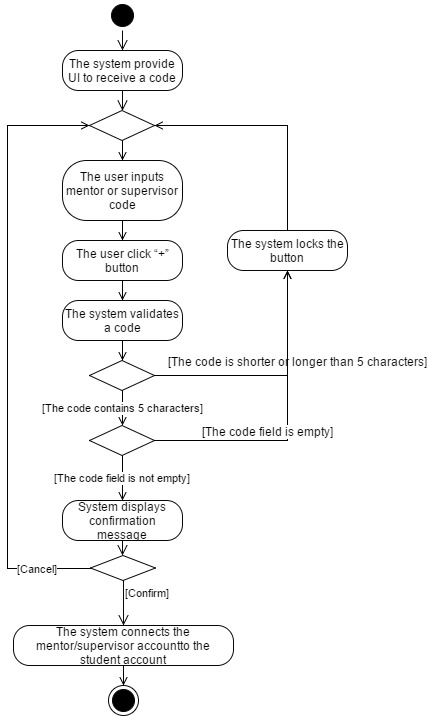 The system provide
UI to receive a code
The user inputs
mentor or supervisor
code
The system locks the
button
The user click “+”
button
The system validates
a code
[The code is shorter or longer than 5 characters]
[The code contains 5 characters]
[The code field is empty]
[The code field is not empty]
System displays
confirmation
message
[Cancel]
[Confirm]
The system connects the
mentor/supervisor accountto the
student account